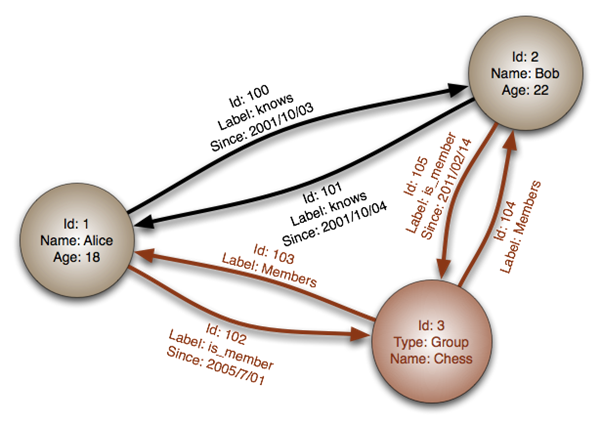 Id: 2
Name: Bob
Age: 22
Id: 100
Label: knows
Since: 2001/10/03
Id: 101
Label: knows
Since: 2001/10/04
Id: 105
Label: is_member
Since: 2011/02/14
Id: 104
Label: Members
Id: 1
Name: Alice
Age: 18
Id: 103
Label: Members
Id: 102
Label: is_member
Since: 2005/7/01
Id: 3
Type: Group
Name: Chess